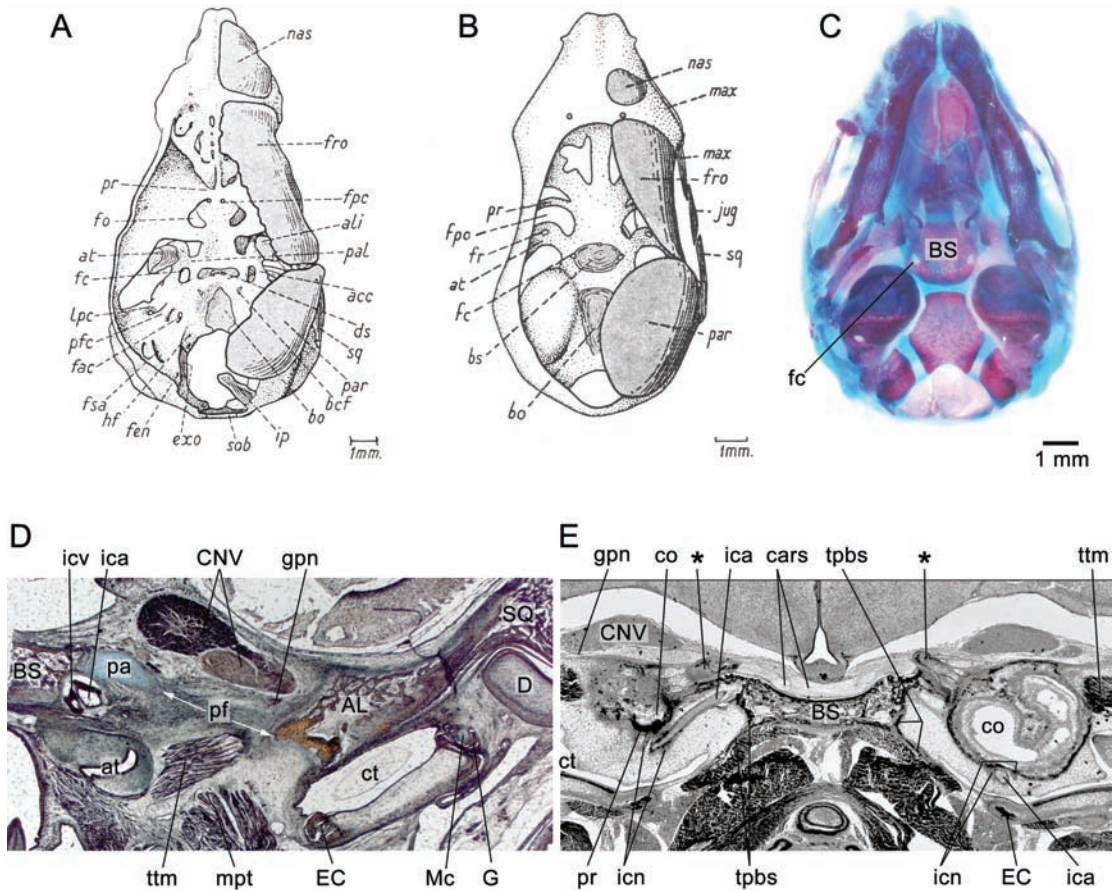 A
nas
fro
pr
fo
fpc
ali
at
pal
fc
acc
lpc
ds
pfc
sq
fac
par
fsa
bcf
hf
bo
fen
ip
exo
sob
1mm.
B
nas
max
max
pr
fro
fpo
jug
fr
at
sq
fc
bs
par
bo
1mm.
C
BS
fc
1 mm
D
icv ica CNV gpn
SQ
BS pa
D
pf AL
at ct
ttm mpt EC Mc G
E
gpn co * ica cars tpbs * ttm
CNV
BS
co
ct
pr icn tpbs icn EC ica